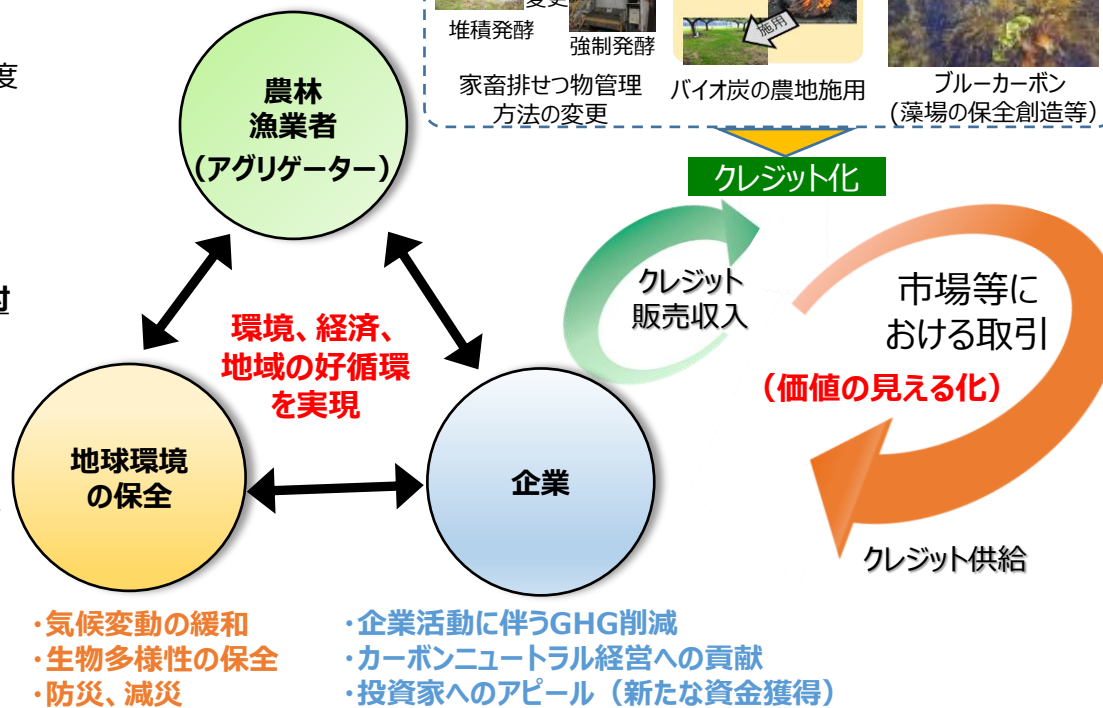 変更
堆積発酵
強制発酵
施用
家畜排せつ物管理
方法の変更
バイオ炭の農地施用
ブルーカーボン
(藻場の保全創造等)
度
農林
漁業者
(アグリゲーター)
クレジット化
クレジット
販売収入
市場等に
おける取引
(価値の見える化)
環境、経済、
地域の好循環
を実現
地球環境
の保全
企業
クレジット供給
・気候変動の緩和
・生物多様性の保全
・防災、減災
・企業活動に伴うGHG削減
・カーボンニュートラル経営への貢献
・投資家へのアピール（新たな資金獲得）